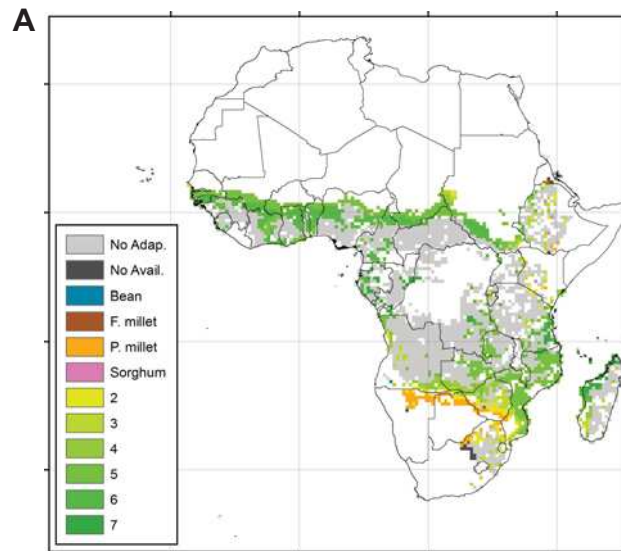 A
No Adap.
No Avail.
Bean
F. millet
P. millet
Sorghum
2
3
4
5
6
7